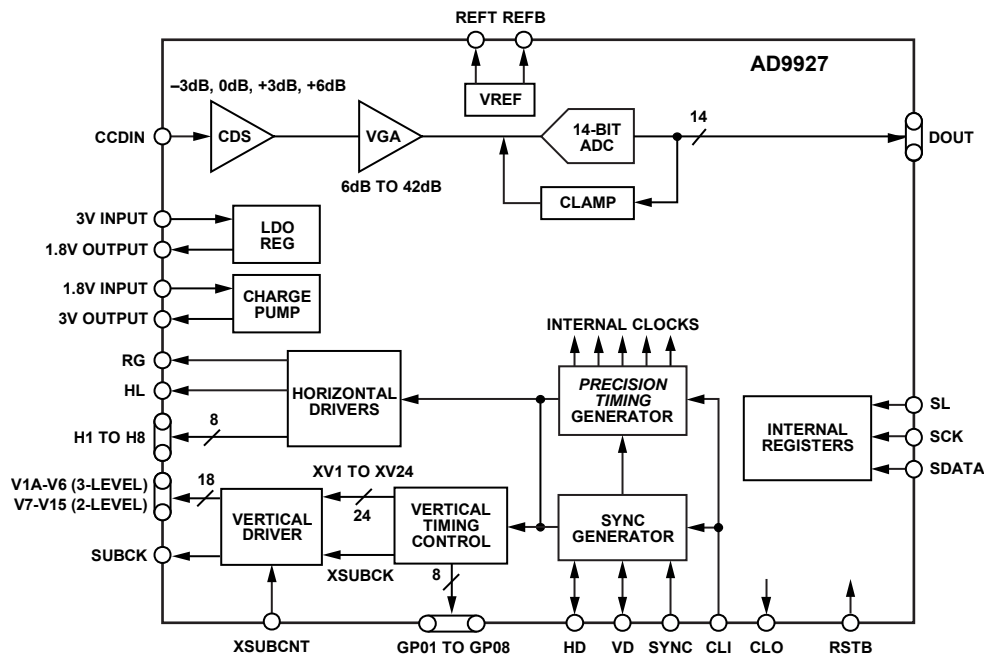 REFT REFB
AD9927
–3dB, 0dB, +3dB, +6dB
VREF
CCDIN
CDS
VGA
14-BIT
ADC
14
DOUT
6dB TO 42dB
CLAMP
3V INPUT
LDO
REG
1.8V OUTPUT
1.8V INPUT
CHARGE
PUMP
3V OUTPUT
INTERNAL CLOCKS
RG
HL
HORIZONTAL
DRIVERS
PRECISION
TIMING
GENERATOR
8
H1 TO H8
INTERNAL
REGISTERS
SL
SCK
SDATA
XV1 TO XV24
V1A-V6 (3-LEVEL)
V7-V15 (2-LEVEL)
18
24
VERTICAL
DRIVER
VERTICAL
TIMING
CONTROL
SYNC
GENERATOR
SUBCK
XSUBCK
8
XSUBCNT
GP01 TO GP08
HD
VD
SYNC
CLI
CLO
RSTB